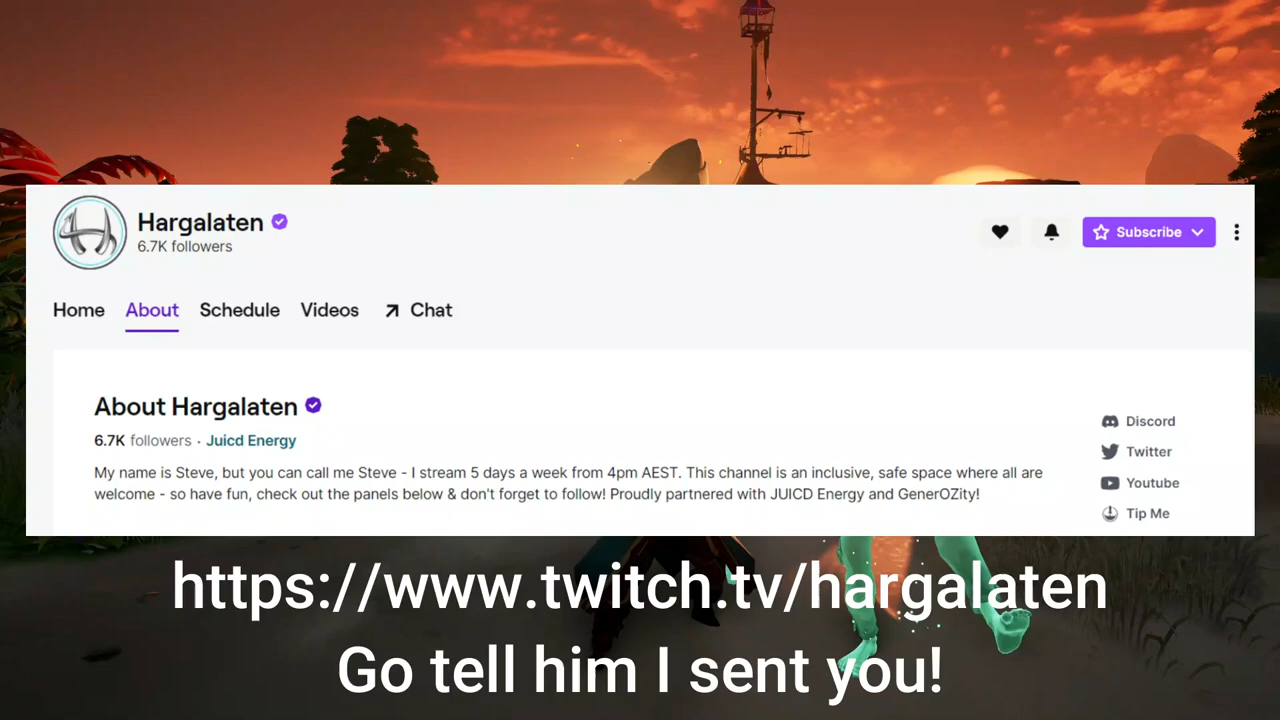 Hargalaten
6.7K followers
Subscribe
Home About Schedule Videos Chat
About Hargalaten
6.7K followers · Juicd Energy
My name is Steve, but you can call me Steve - I stream 5 days a week from 4pm AEST. This channel is an inclusive, safe space where all are
welcome - so have fun, check out the panels below & don't forget to follow! Proudly partnered with JUICD Energy and GenerOZity!
Discord
Twitter
Youtube
Tip Me
https://www.twitch.tv/hargalaten
Go tell him I sent you!